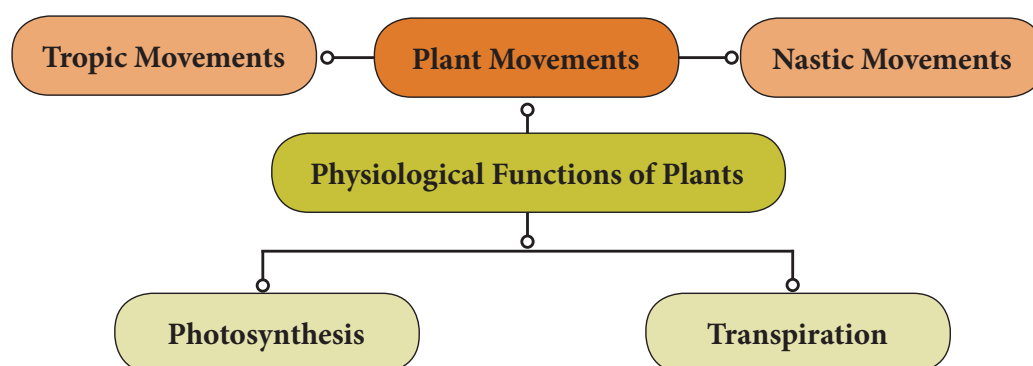 Tropic Movements
Plant Movements
Nastic Movements
Physiological Functions of Plants
Photosynthesis
Transpiration